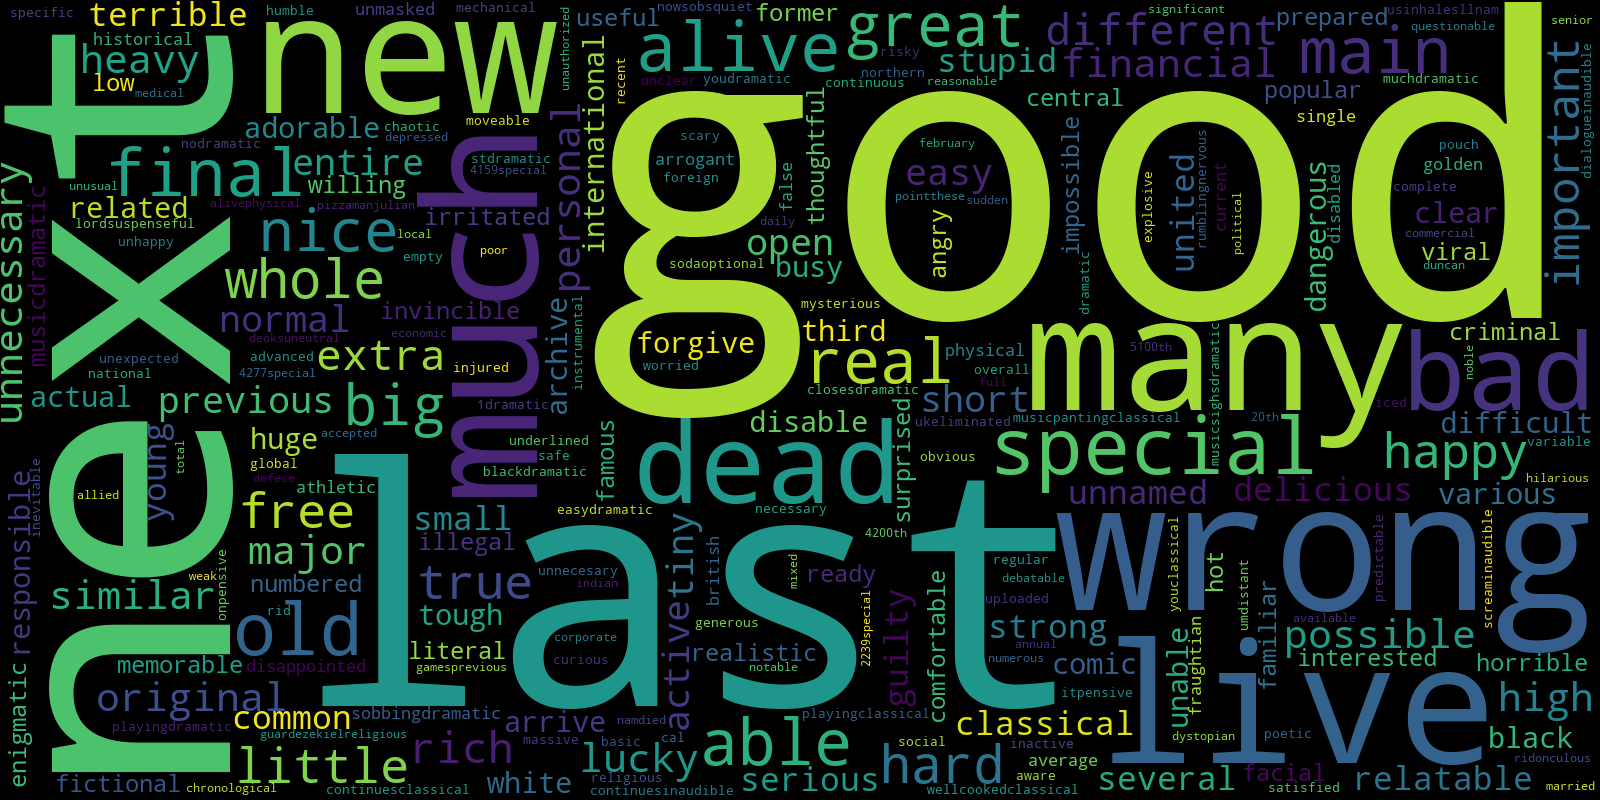 specific
terrible
humble
unmasked
mechanical
nowsobsquiet
former
great
significant
prepared
usinhalesllnam
senior
historical
new
unauthorized
useful
alive
risky
different
questionable
heavy
stupid
financial
main
low
medical
recent
unclear
youdramatic
northern
continuous
reasonable
popular
muchdramatic
important
dialogueinaudible
next
adorable
chaotic
depressed
moveable
international
good
central
single
nodramatic
much
personal
scary
thoughtful
february
impossible
rumblingnervous
pouch
final
entire
stdramatic
4159special
arrogant
foreign
false
easy
explosive
united
current
political
golden
unnecessary
unusual
willing
musicdramatic
related
alivephysical
pizzamanjulian
irritated
daily
pointthese
sudden
complete
clear
commercial
dangerous
disabled
lordsuspenseful
unhappy
nice
local
poor
open
angry
viral
duncan
empty
sodaoptional
busy
dramatic
whole
invincible
mysterious
normal
archive
instrumental
forgive
third
many
criminal
deoksuneutral
economic
worried
real
physical
5100th
bad
noble
unexpected
advanced
extra
injured
overall
national
4277special
closesdramatic
full
iced
actual
previous
big
1dramatic
short
musicpantingclassical
musicsighsdramatic
20th
difficult
young
total
huge
accepted
underlined
safe
famous
disable
surprised
ukeliminated
special
happy
variable
global
defese
blackdramatic
dead
obvious
responsible
inevitable
allied
athletic
unnamed
delicious
various
hilarious
free
last
small
easydramatic
necessary
4200th
wrong
major
illegal
tiny
british
unnecesary
indian
mixed
ready
regular
debatable
youclassical
hot
predictable
screaminaudible
weak
onpensive
numbered
true
similar
rid
tough
generous
2239special
guilty
comfortable
uploaded
umdistant
available
old
corporate
curious
literal
gamesprevious
active
realistic
notable
strong
annual
numerous
comic
live
unable
fraughtian
familiar
possible
interested
horrible
memorable
disappointed
enigmatic
original
itpensive
high
playingdramatic
common
sobbingdramatic
arrive
namdied
playingclassical
classical
guardezekielreligious
rich
massive
basic
cal
able
social
inactive
dystopian
poetic
black
little
lucky
hard
average
ridonculous
fictional
chronological
continuesclassical
white
religious
continuesinaudible
serious
aware
wellcookedclassical
several
facial
satisfied
relatable
married